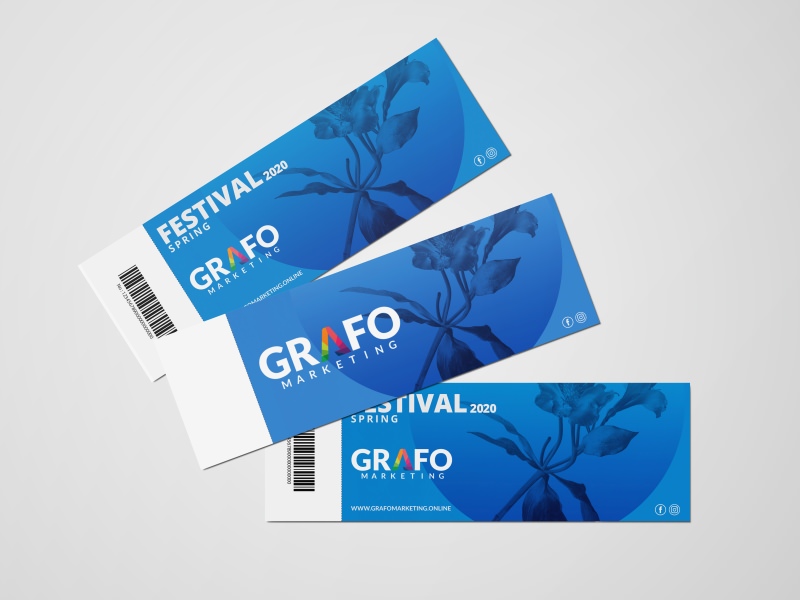 FESTIVAL 2020
SPRING
GRAFO
MARKETING
GRAFO
MARKETING
FESTIVAL 2020
SPRING
GRAFO
MARKETING
WWW.GRAFOMARKETING.ONLINE